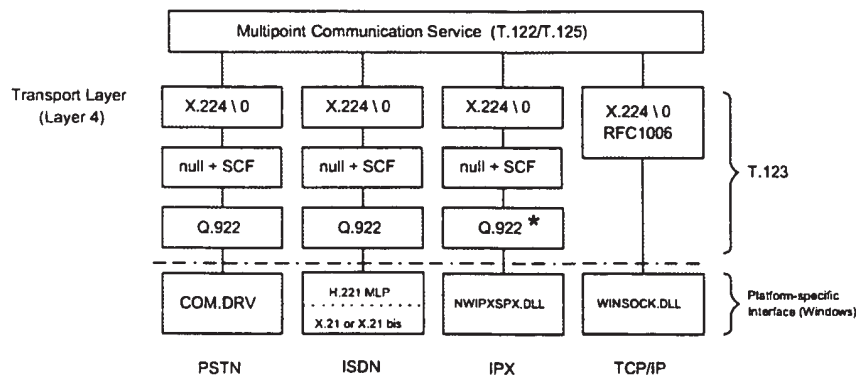 Multipoint Communication Service (T.122/T.125)
Transport Layer
(Layer 4)
X.224 \ 0
X.224 \ 0
X.224 \ 0
X.224 \ 0
RFC1006
null + SCF
null + SCF
null + SCF
T.123
Q.922
Q.922
Q.922 *
COM.DRV
H.221 MLP
X.21 or X.21 bis
NWIPXSPX.DLL
WINSOCK.DLL
Platform-specific
Interface (Windows)
PSTN
ISDN
IPX
TCP/IP